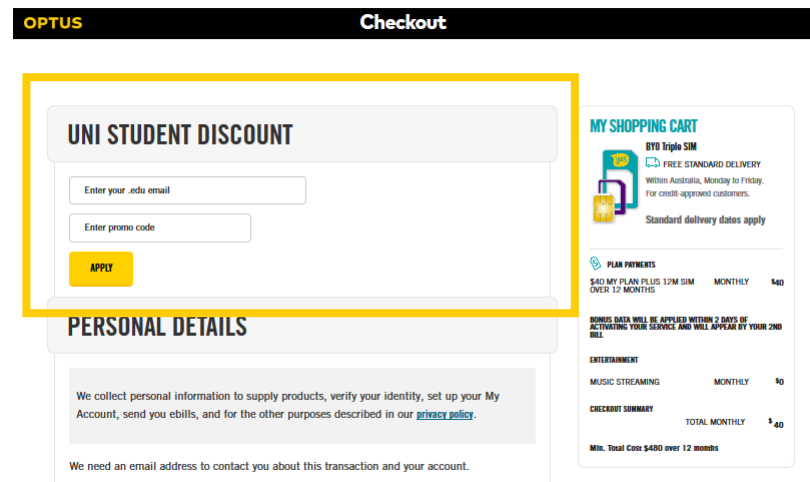 OPTUS
Checkout
UNI STUDENT DISCOUNT
Enter your .edu email
Enter promo code
APPLY
PERSONAL DETAILS
We collect personal information to supply products, verify your identity, set up your My
Account, send you ebills, and for the other purposes described in our privacy policy.
We need an email address to contact you about this transaction and your account.
MY SHOPPING CART
BYO Triple SIM
FREE STANDARD DELIVERY
Within Australia, Monday to Friday.
For credit-approved customers.
Standard delivery dates apply
PLAN PAYMENTS
$40 MY PLAN PLUS 12M SIM MONTHLY $40
OVER 12 MONTHS
BONUS DATA WILL BE APPLIED WITHIN 2 DAYS OF
ACTIVATING YOUR SERVICE AND WILL APPEAR BY YOUR 2ND
BILL
ENTERTAINMENT
MUSIC STREAMING MONTHLY $0
CHECKOUT SUMMARY
TOTAL MONTHLY $40
Min. Total Cost $480 over 12 months